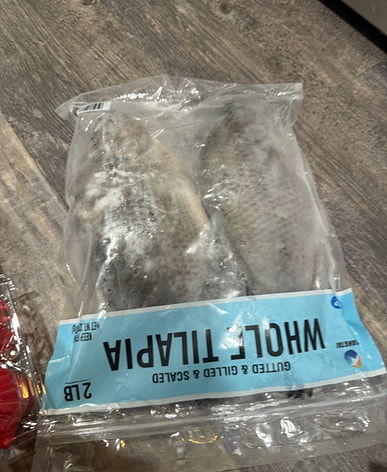 GUTTED & GILLED & SCALED
WHOLE TILAPIA
2 LB